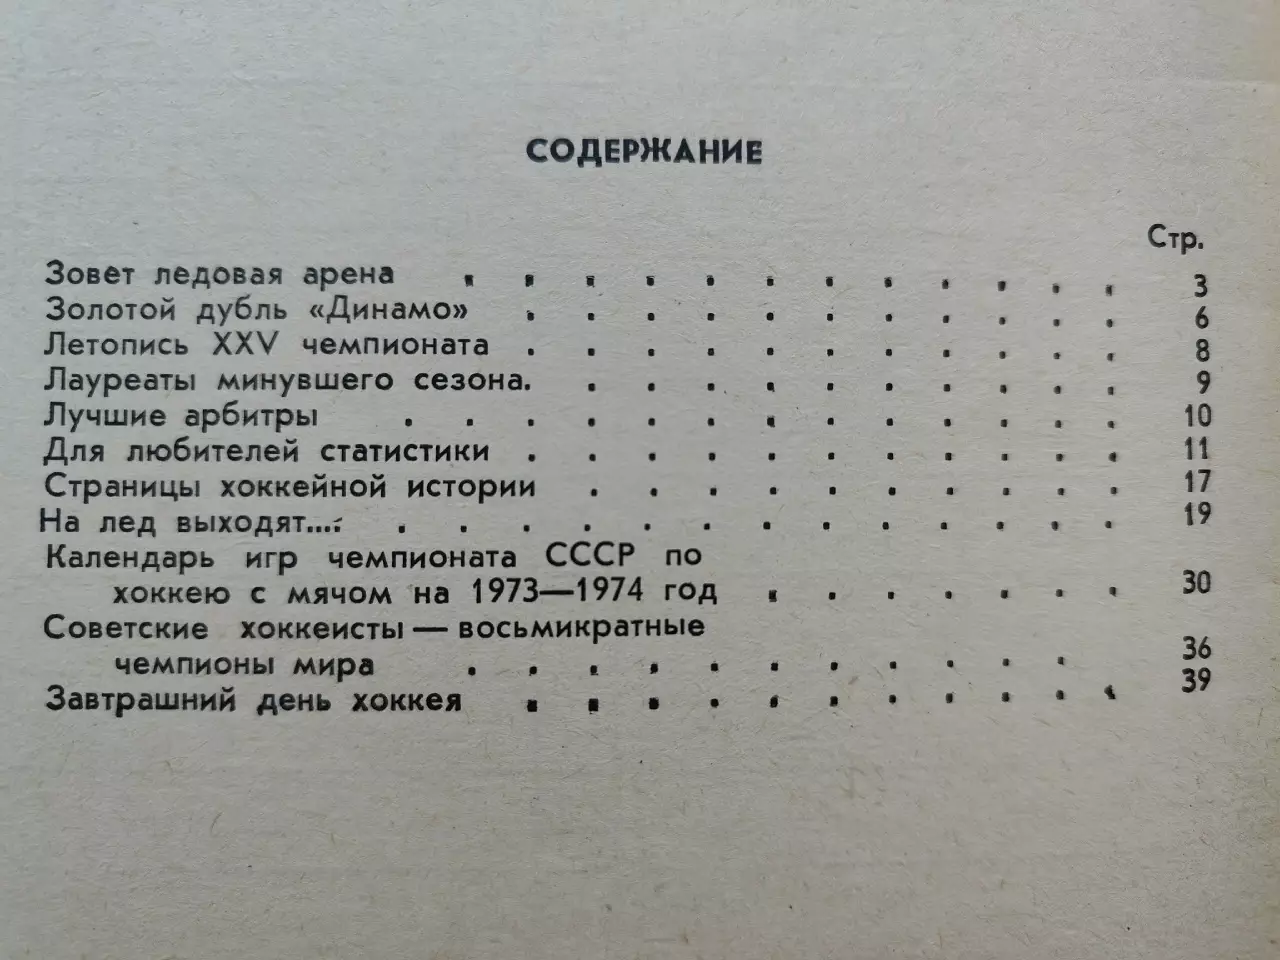 СОДЕРЖАНИЕ
Стр.
Зовет ледовая арена . . . . . . . . . . . . 3
Золотой дубль «Динамо» . . . . . . . . . . . 6
Летопись XXV чемпионата . . . . . . . . . . . 8
Лауреаты минувшего сезона. . . . . . . . . . . 9
Лучшие арбитры . . . . . . . . . . . . . 10
Для любителей статистики . . . . . . . . . . . 11
Страницы хоккейной истории . . . . . . . . . . 17
На лед выходят.... . . . . . . . . . . . . . 19
Календарь игр чемпионата СССР по
хоккею с мячом на 1973—1974 год . . . . . . . 30
Советские хоккеисты — восьмикратные
чемпионы мира . . . . . . . . . . . 36
Завтрашний день хоккея . . . . . . . . . . . 39